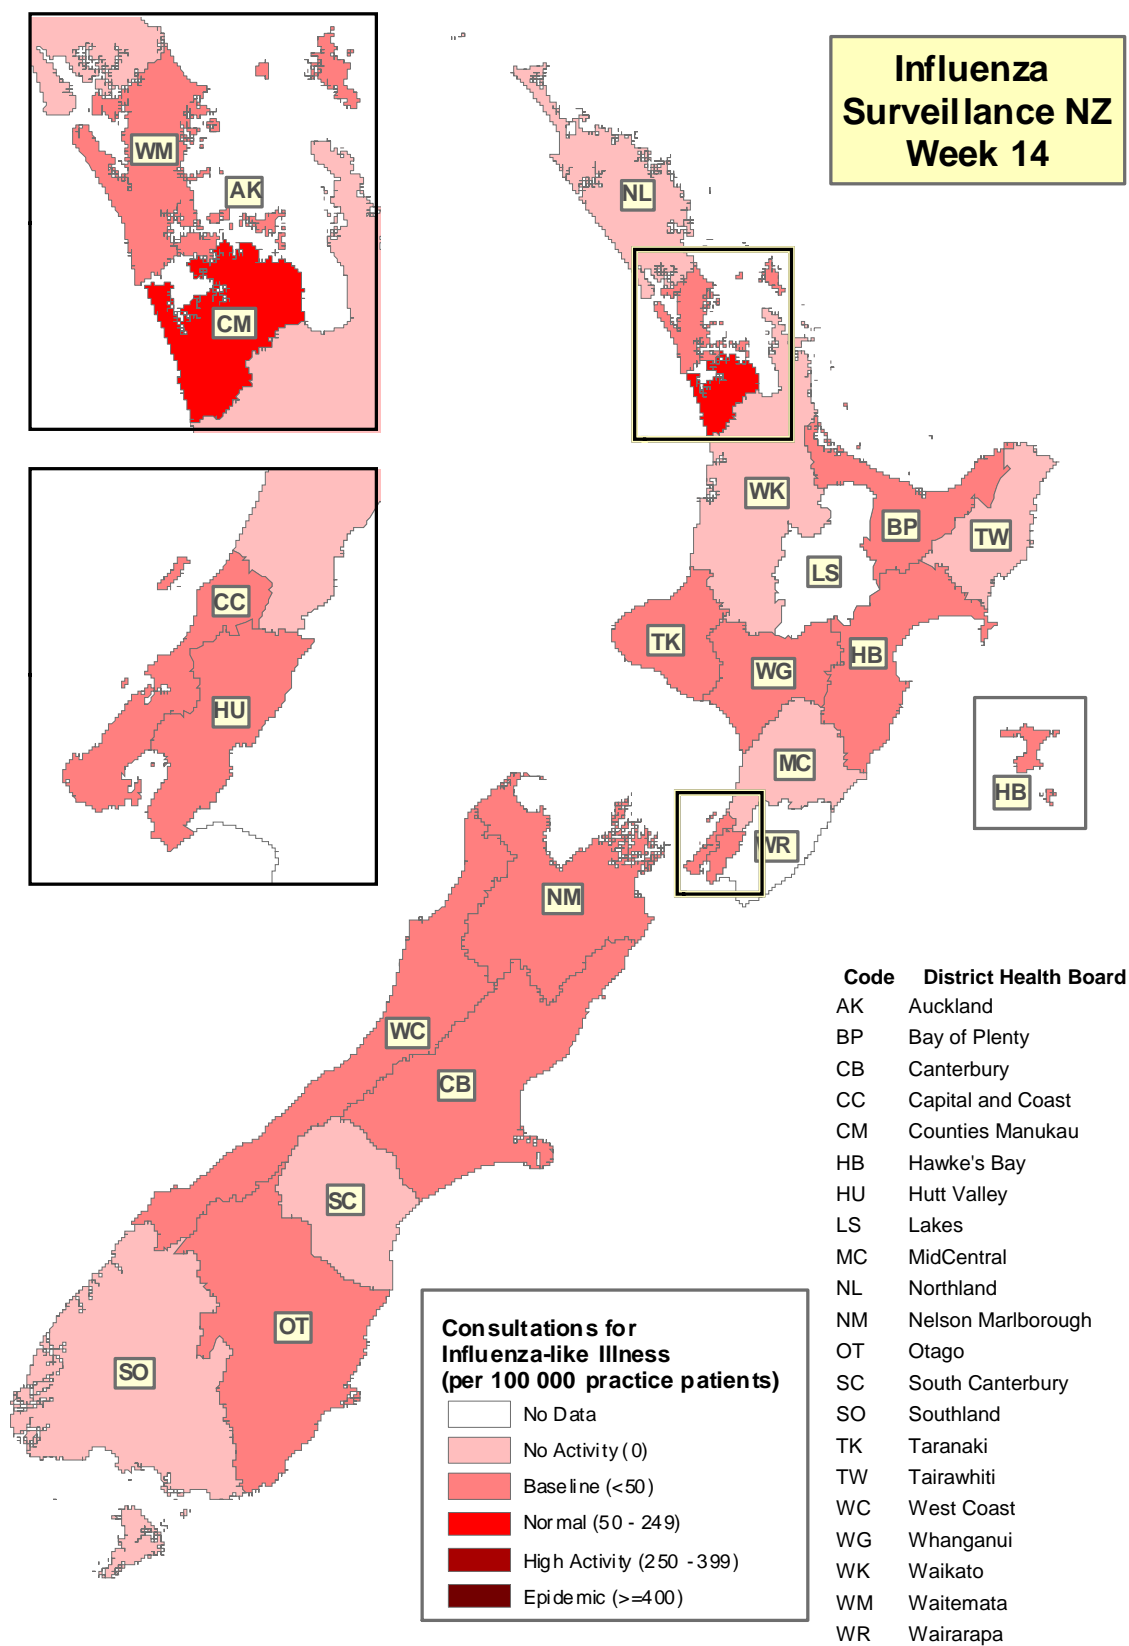 Influenza
Surveillance NZ
Week 14
WM
AK
CM
NL
WK
BP
TW
LS
TK
WG
HB
MC
WR
HB
CC
HU
NM
WC
CB
SC
OT
SO
Consultations for
Influenza-like Illness
(per 100 000 practice patients)
No Data
No Activity (0)
Baseline (<50)
Normal (50 - 249)
High Activity (250 - 399)
Epidemic (>=400)
Code District Health Board
AK Auckland
BP Bay of Plenty
CB Canterbury
CC Capital and Coast
CM Counties Manukau
HB Hawke's Bay
HU Hutt Valley
LS Lakes
MC MidCentral
NL Northland
NM Nelson Marlborough
OT Otago
SC South Canterbury
SO Southland
TK Taranaki
TW Tairawhiti
WC West Coast
WG Whanganui
WK Waikato
WM Waitemata
WR Wairarapa